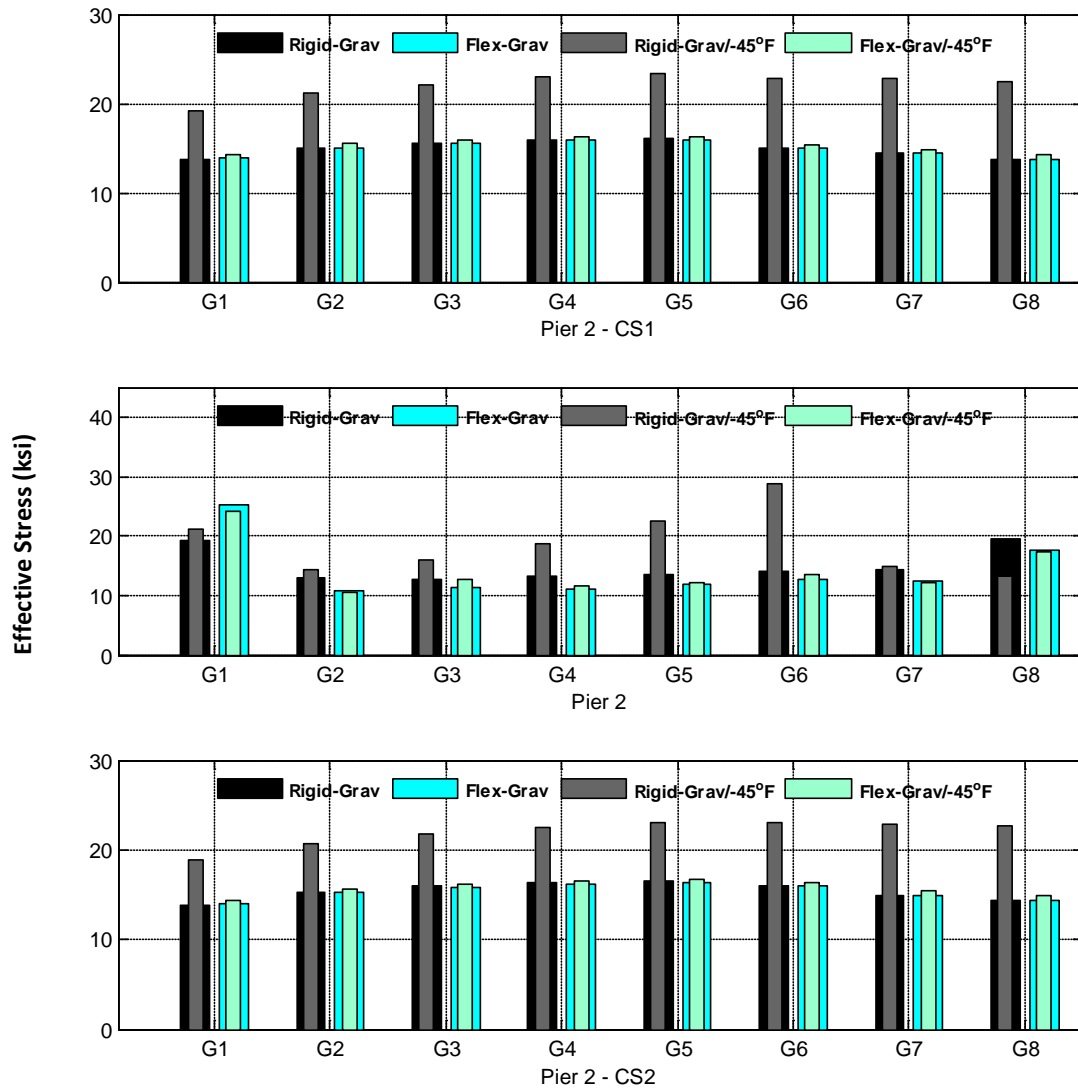 Effective Stress (ksi)
30
20
10
0
Rigid-Grav Flex-Grav Rigid-Grav/-45°F Flex-Grav/-45°F
G1 G2 G3 G4 G5 G6 G7 G8
Pier 2 - CS1
40
30
20
10
0
Rigid-Grav Flex-Grav Rigid-Grav/-45°F Flex-Grav/-45°F
G1 G2 G3 G4 G5 G6 G7 G8
Pier 2
30
20
10
0
Rigid-Grav Flex-Grav Rigid-Grav/-45°F Flex-Grav/-45°F
G1 G2 G3 G4 G5 G6 G7 G8
Pier 2 - CS2